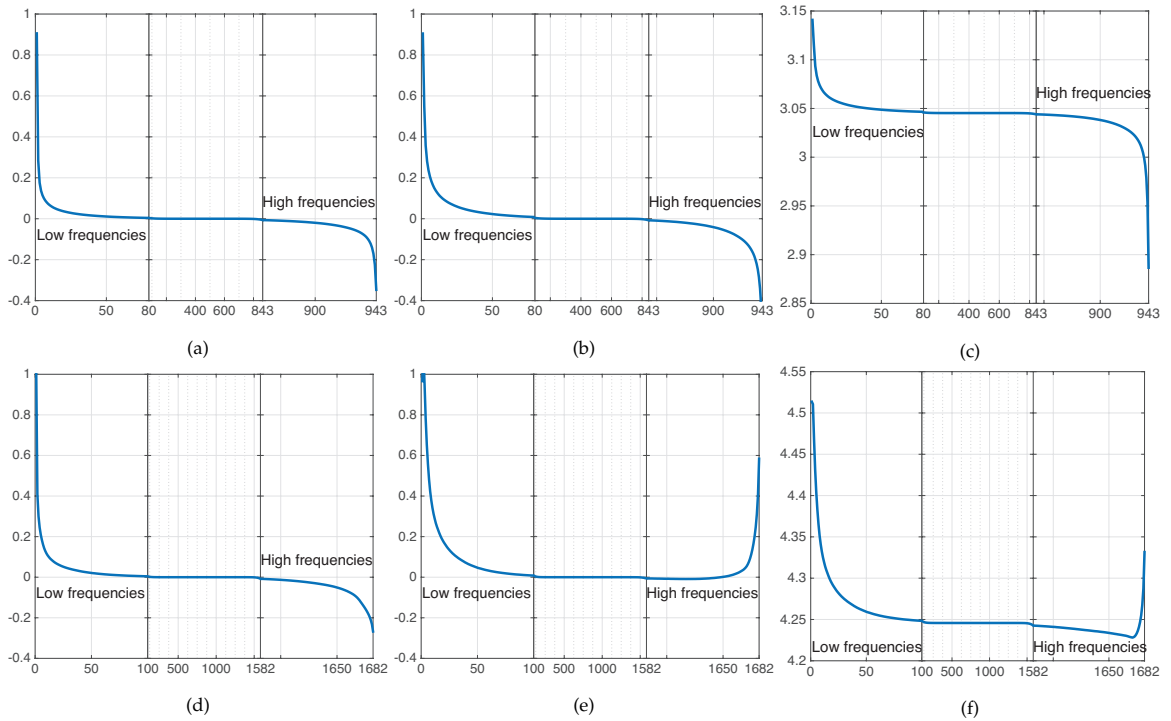 1
0.8
0.6
0.4
0.2
0
-0.2
-0.4
High frequencies
Low frequencies
0 50 80 400 600 843 900 943
(a)
1
0.8
0.6
0.4
0.2
0
-0.2
-0.4
High frequencies
Low frequencies
0 50 80 400 600 843 900 943
(b)
3.15
3.1
3.05
3
2.95
2.9
2.85
High frequencies
Low frequencies
0 50 80 400 600 843 900 943
(c)
1
0.8
0.6
0.4
0.2
0
-0.2
-0.4
High frequencies
Low frequencies
0 50 100 500 1000 1582 1650 1682
(d)
1
0.8
0.6
0.4
0.2
0
-0.2
-0.4
Low frequencies High frequencies
0 50 100 500 1000 1582 1650 1682
(e)
4.55
4.5
4.45
4.4
4.35
4.3
4.25
4.2
Low frequencies High frequencies
0 50 100 500 1000 1582 1650 1682
(f)